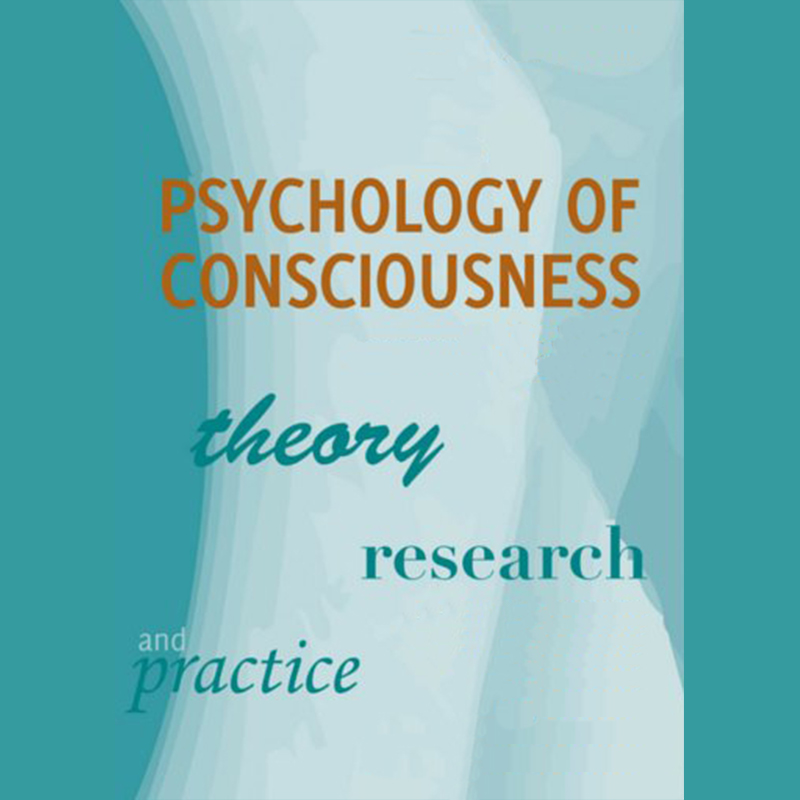 PSYCHOLOGY OF
CONSCIOUSNESS
theory
research
and
practice